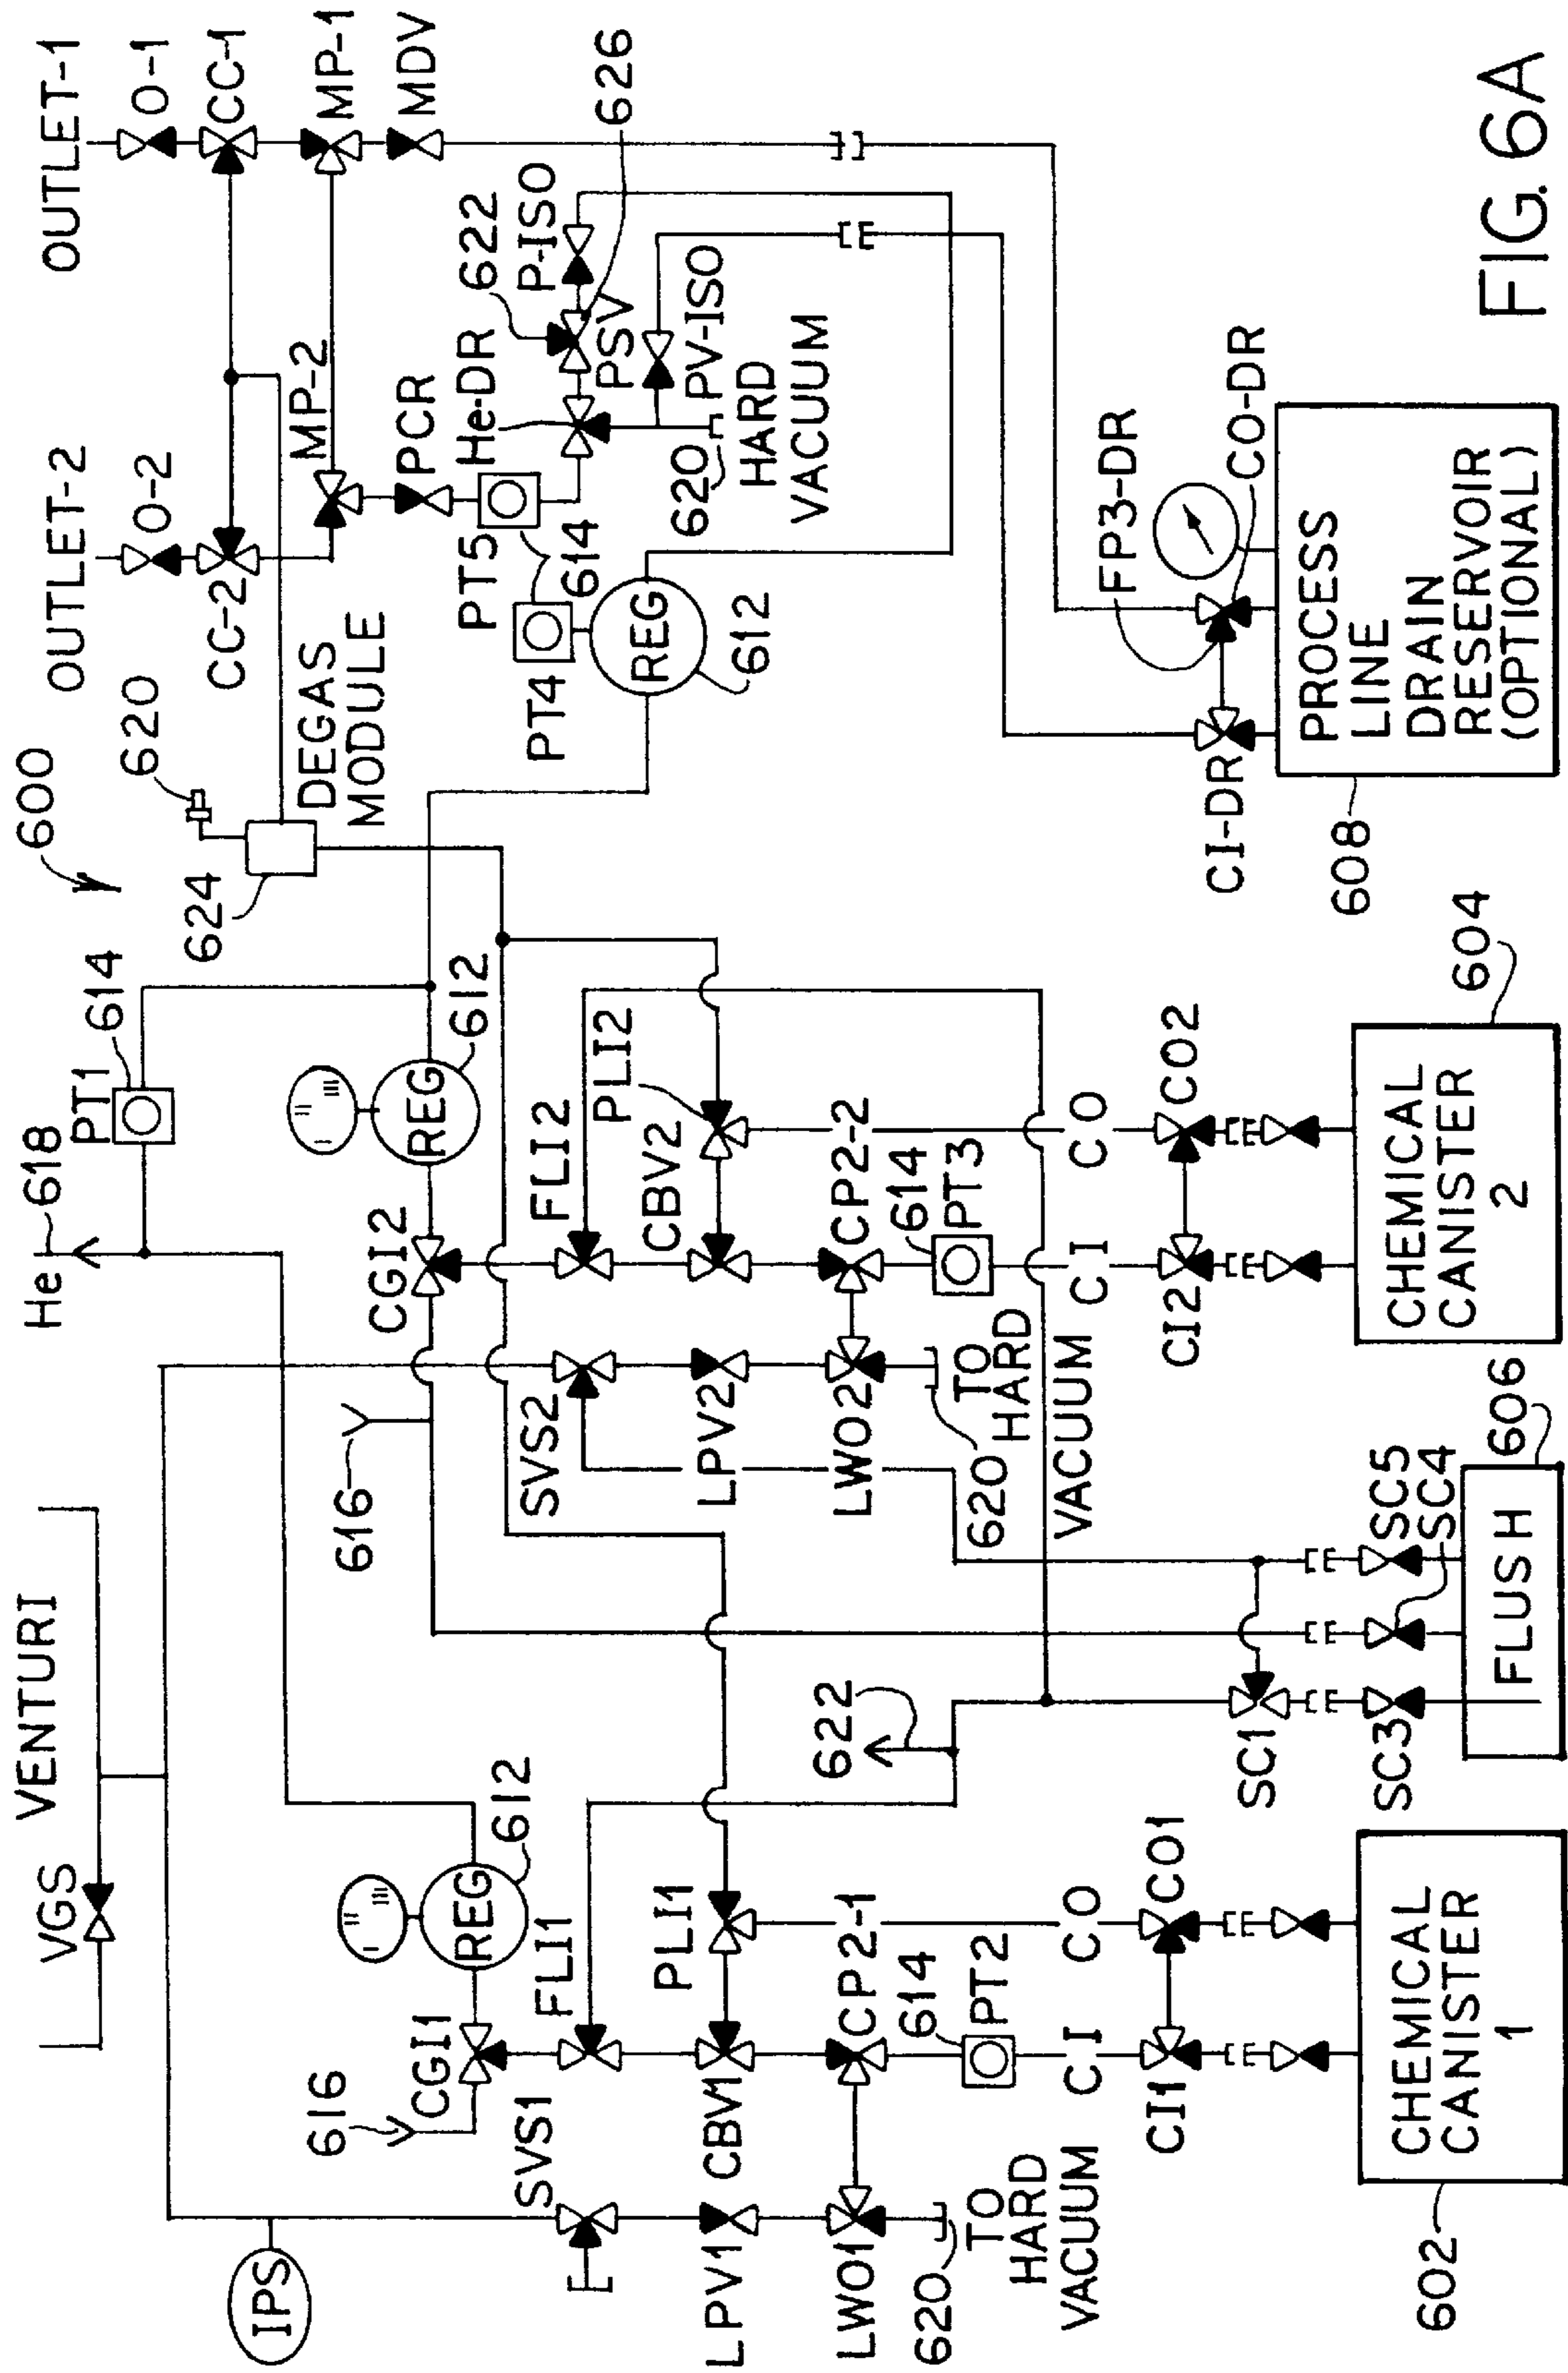 OUTLET-1
O-1
CC-1
MP-1
MDV
626
622
P-ISO
PSV
PV-ISO
He-DR
HARD
VACUUM
620
OUTLET-2
O-2
CC-2
MP-2
PCR
PT5
614
PT4
REG
612
DEGAS
MODULE
620
624
600
FP3-DR
CO-DR
CI-DR
PROCESS
LINE
DRAIN
RESERVOIR
(OPTIONAL)
608
FIG. 6A
He
618
PT1
614
REG
612
CGI2
FLI2
PLI2
CBV2
CP2-2
614
PT3
CO
CI
CO2
CI2
604
CHEMICAL
CANISTER
2
SVS2
LPV2
LWO2
620
TO
HARD
VACUUM
616
VENTURI
VGS
622
SC1
SC3
SC5
SC4
606
FLUSH
REG
612
CGI1
616
FLI1
PLI1
CBV1
CP2-1
614
PT2
CO
CI
CO1
CI1
CHEMICAL
CANISTER
1
602
SVS1
LPV1
LWO1
620
TO
HARD
VACUUM
IPS